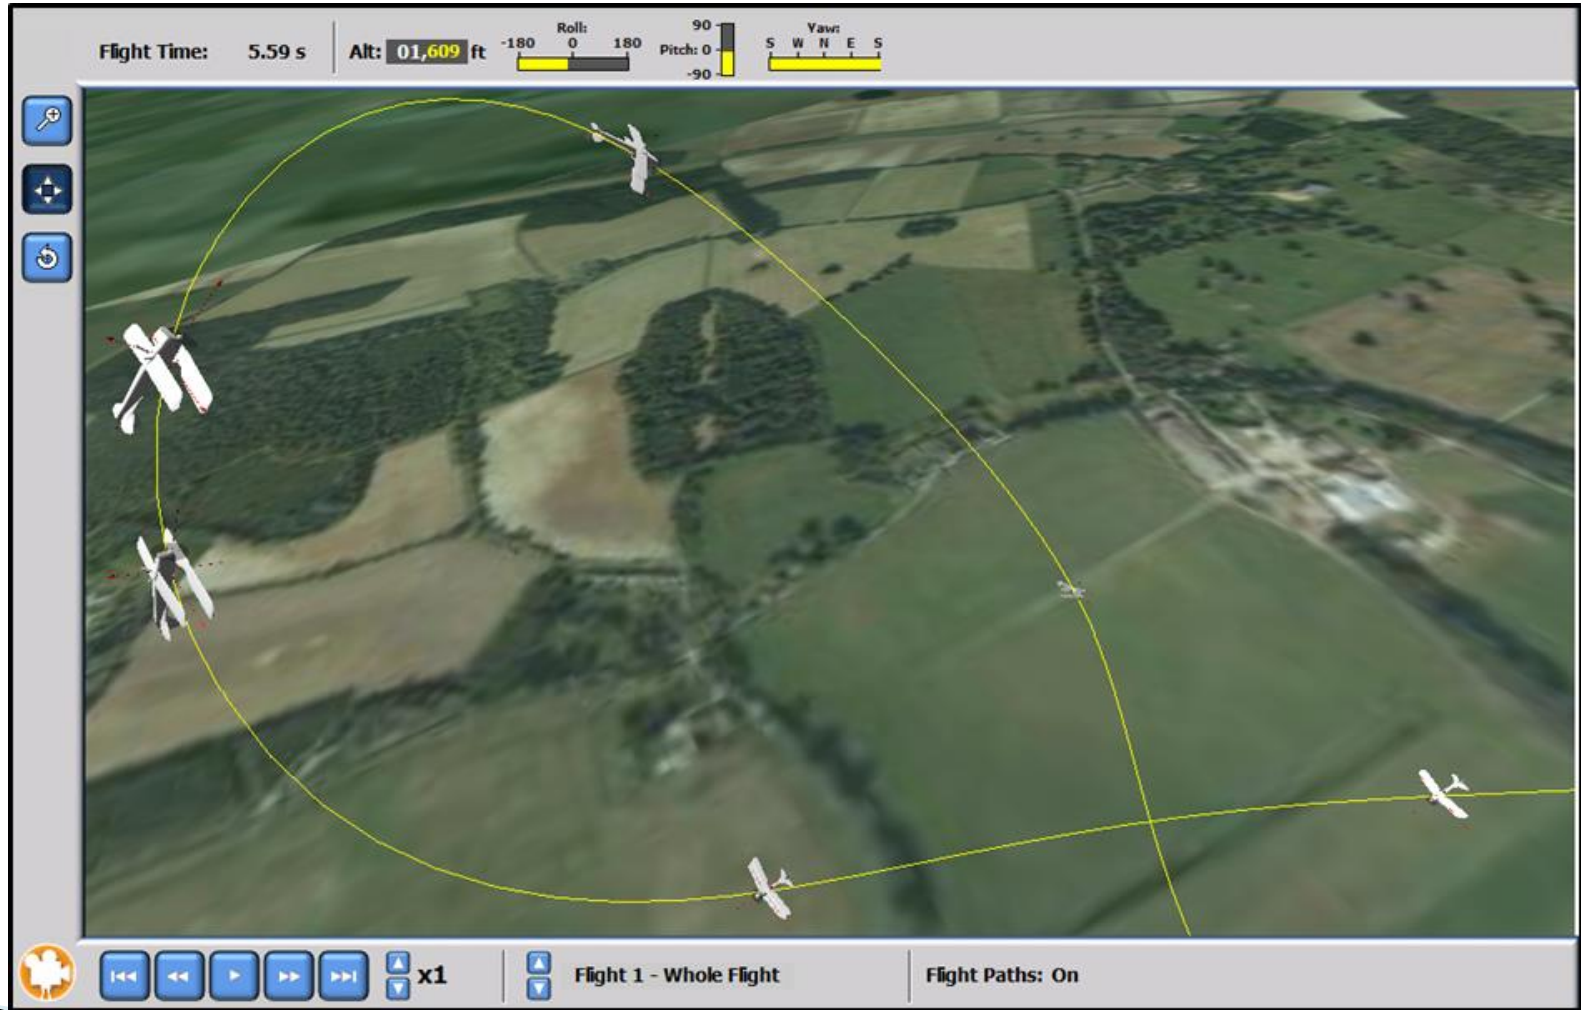 Flight Time: 5.59 s
Alt: 01,609 ft
Roll:
-180 0 180
Pitch: 90 0 -90
Yaw:
S W N E S
x1
Flight 1 - Whole Flight
Flight Paths: On